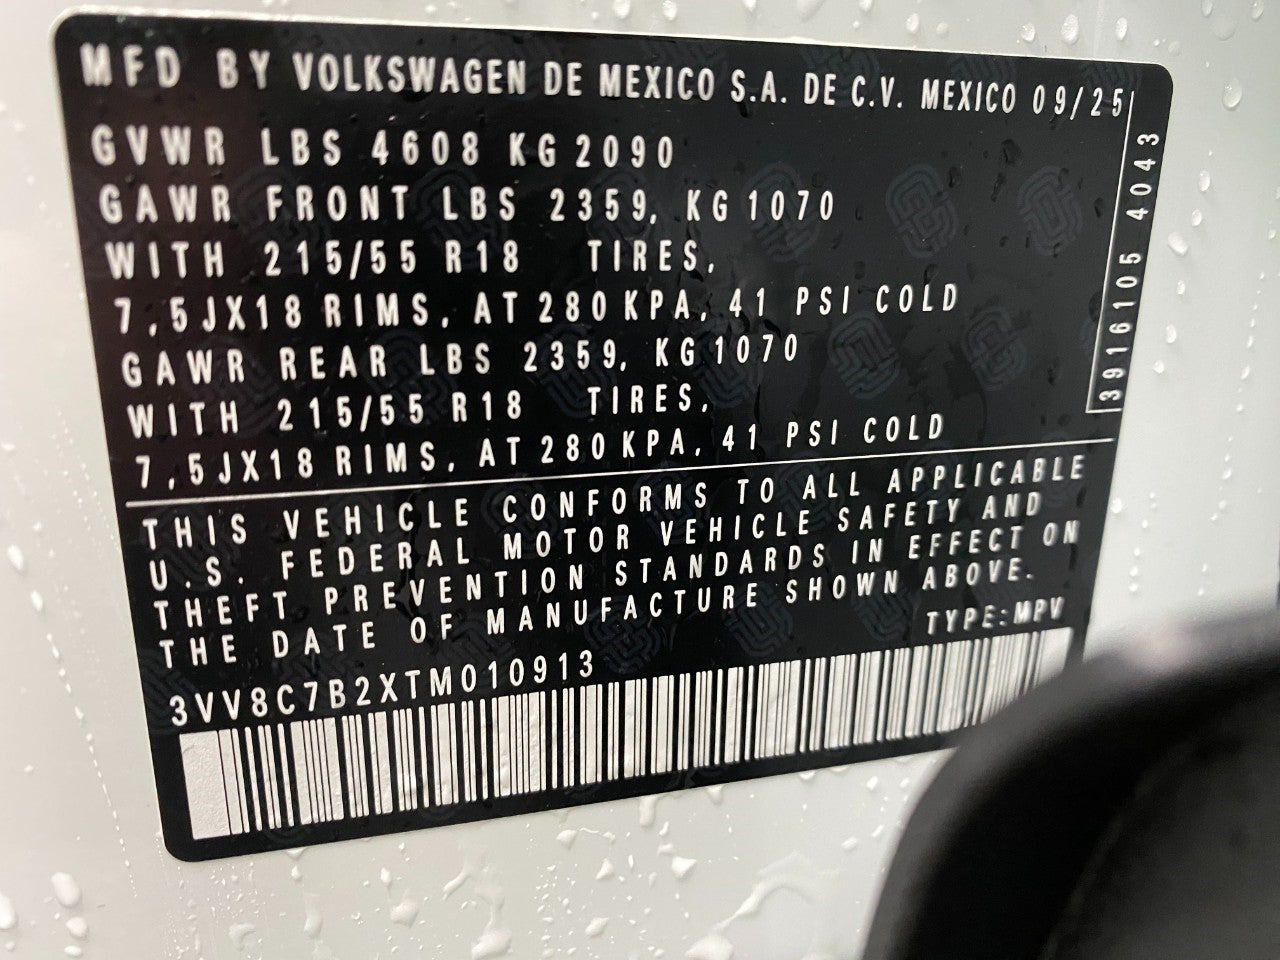 MFD BY VOLKSWAGEN DE MEXICO S.A. DE C.V. MEXICO 09/25
GVWR LBS 4608 KG 2090
GAWR FRONT LBS 2359, KG 1070
WITH 215/55 R18 TIRES,
7,5JX18 RIMS, AT 280 KPA, 41 PSI COLD
GAWR REAR LBS 2359, KG 1070
WITH 215/55 R18 TIRES,
7,5JX18 RIMS, AT 280 KPA, 41 PSI COLD
3916105 4043
THIS VEHICLE CONFORMS TO ALL APPLICABLE
U.S. FEDERAL MOTOR VEHICLE SAFETY AND
THEFT PREVENTION STANDARDS IN EFFECT ON
THE DATE OF MANUFACTURE SHOWN ABOVE.
3VV8C7B2XTM010913 TYPE:MPV